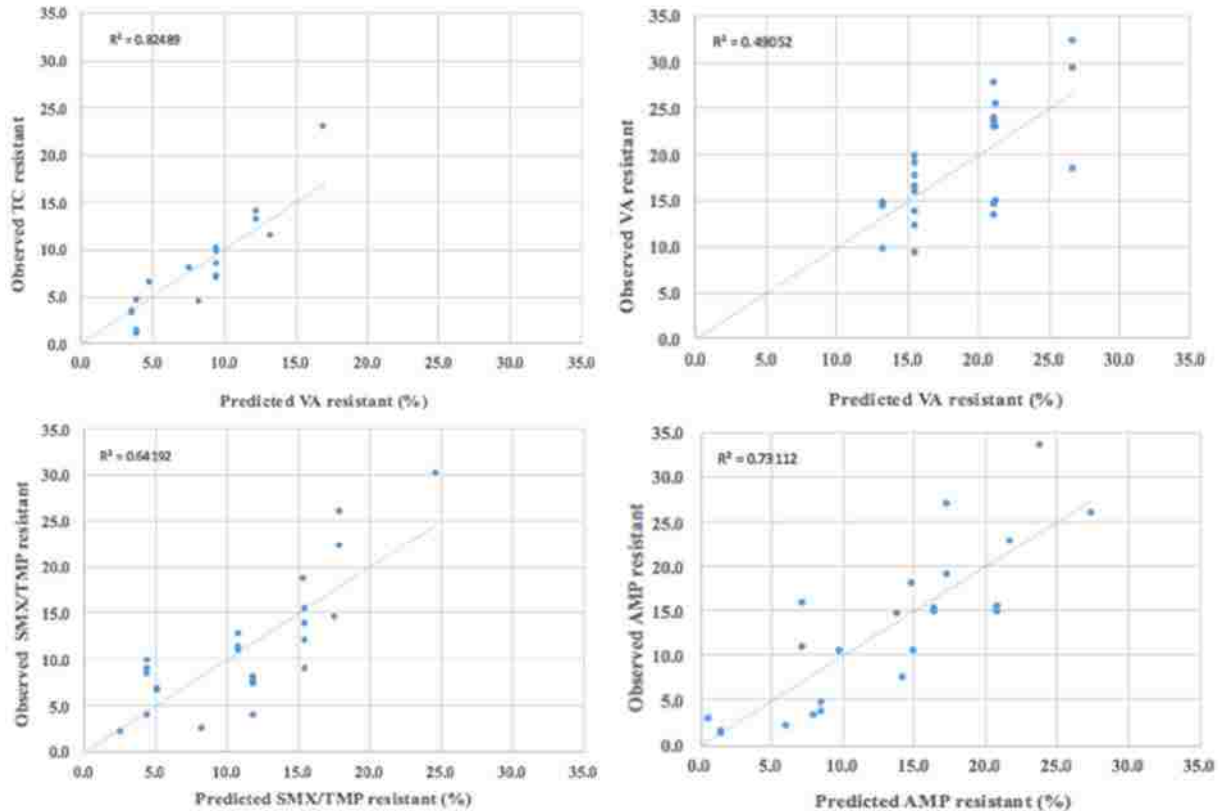 R² = 0.82489
35.0
30.0
25.0
20.0
15.0
10.0
5.0
0.0
Observed TC resistant
0.0 5.0 10.0 15.0 20.0 25.0 30.0 35.0
Predicted VA resistant (%)
R² = 0.49052
35.0
30.0
25.0
20.0
15.0
10.0
5.0
0.0
Observed VA resistant
0.0 5.0 10.0 15.0 20.0 25.0 30.0 35.0
Predicted VA resistant (%)
R² = 0.64192
35.0
30.0
25.0
20.0
15.0
10.0
5.0
0.0
Observed SMX/TMP resistant
0.0 5.0 10.0 15.0 20.0 25.0 30.0 35.0
Predicted SMX/TMP resistant (%)
R² = 0.73112
35.0
30.0
25.0
20.0
15.0
10.0
5.0
0.0
Observed AMP resistant
0.0 5.0 10.0 15.0 20.0 25.0 30.0 35.0
Predicted AMP resistant (%)